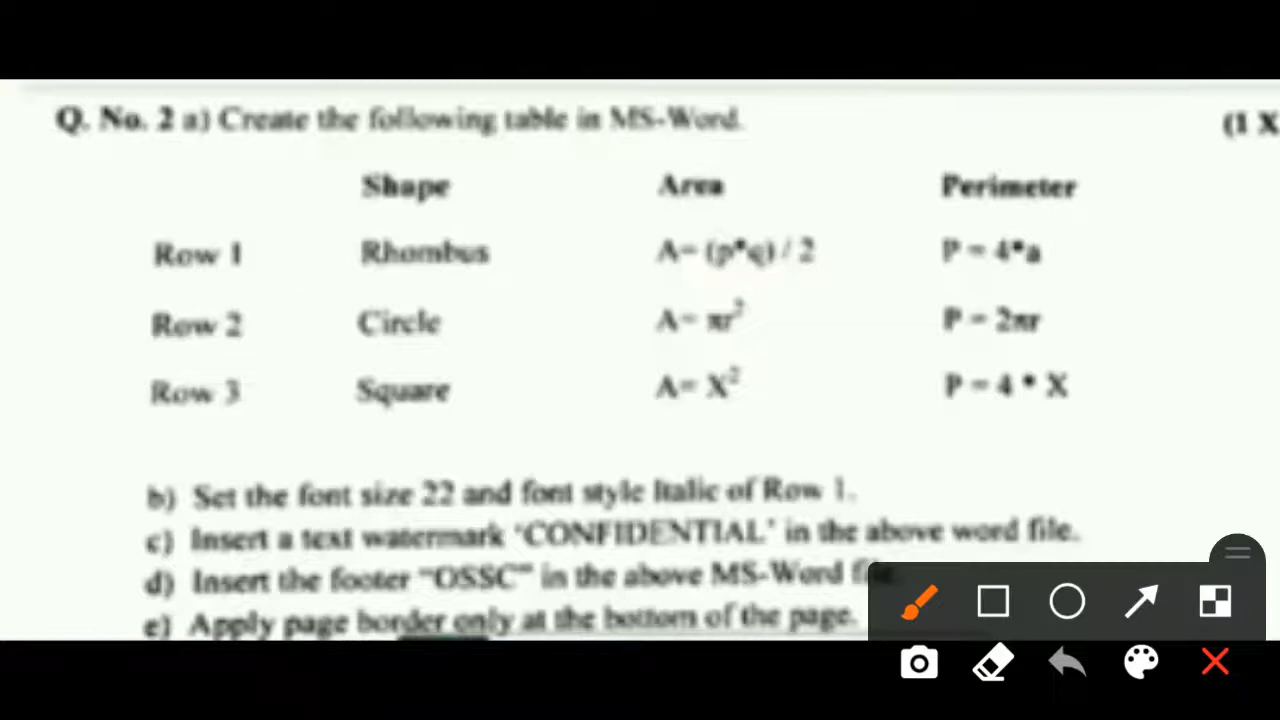 Q. No. 2 a) Create the following table in MS-Word. (1 X
Shape Area Perimeter
Row 1 Rhombus A= (p*q) / 2 P = 4*a
Row 2 Circle A= πr² P = 2πr
Row 3 Square A= X² P = 4 * X
b) Set the font size 22 and font style Italic of Row 1.
c) Insert a text watermark 'CONFIDENTIAL' in the above word file.
d) Insert the footer "OSSC" in the above MS-Word file.
e) Apply page border only at the bottom of the page.